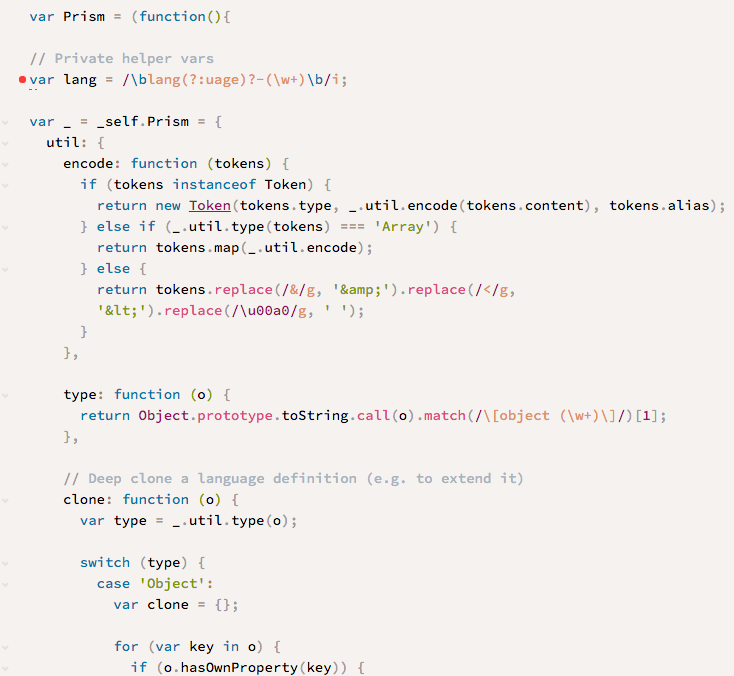 var Prism = (function(){
// Private helper vars
var lang = /\blang(?:uage)?-(\w+)\b/i;
var _ = _self.Prism = {
util: {
encode: function (tokens) {
if (tokens instanceof Token) {
return new Token(tokens.type, _.util.encode(tokens.content), tokens.alias);
} else if (_.util.type(tokens) === 'Array') {
return tokens.map(_.util.encode);
} else {
return tokens.replace(/&/g, '&amp;').replace(/</g,
'&lt;').replace(/\u00a0/g, ' ');
}
},
type: function (o) {
return Object.prototype.toString.call(o).match(/\[object (\w+)\]/)[1];
},
// Deep clone a language definition (e.g. to extend it)
clone: function (o) {
var type = _.util.type(o);
switch (type) {
case 'Object':
var clone = {};
for (var key in o) {
if (o.hasOwnProperty(key)) {